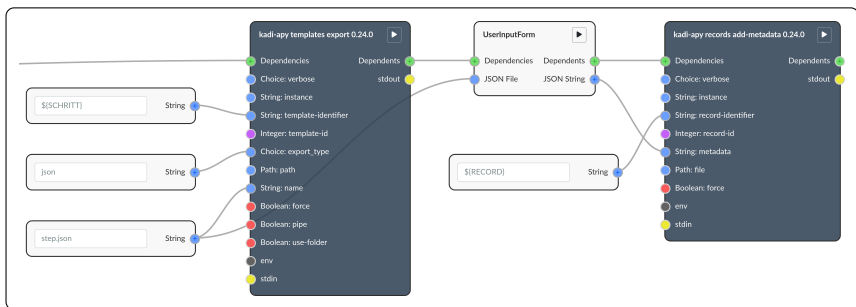 kadi-apy templates export 0.24.0
Dependencies
Dependents
Choice: verbose
stdout
String: instance
String: template-identifier
Integer: template-id
Choice: export_type
Path: path
String: name
Boolean: force
Boolean: pipe
Boolean: use-folder
env
stdin
${SCHRITT}
String
json
String
step.json
String
UserInputForm
Dependencies
Dependents
JSON File
JSON String
${RECORD}
String
kadi-apy records add-metadata 0.24.0
Dependencies
Dependents
Choice: verbose
stdout
String: instance
String: record-identifier
Integer: record-id
String: metadata
Path: file
Boolean: force
env
stdin